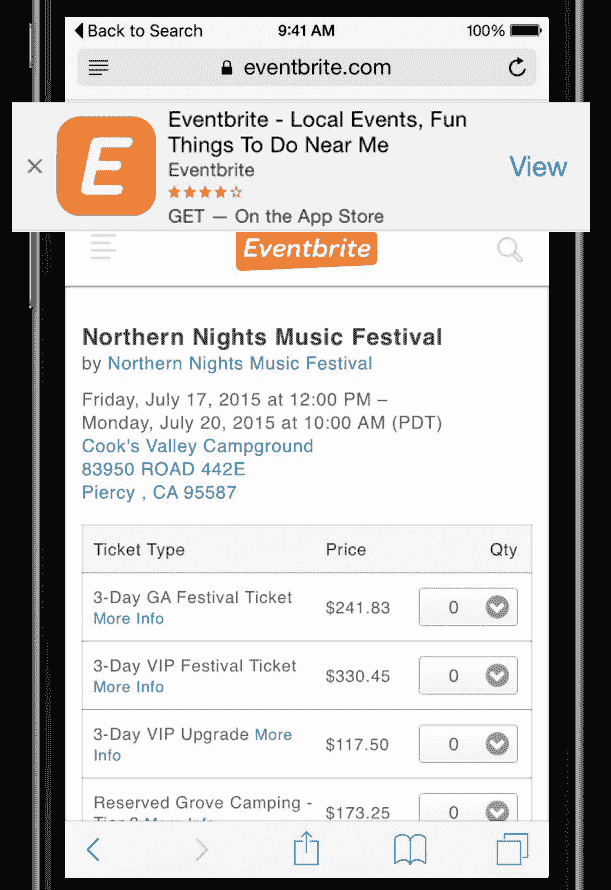 Back to Search 9:41 AM 100%
eventbrite.com
Eventbrite - Local Events, Fun
Things To Do Near Me
Eventbrite
GET — On the App Store
View
Eventbrite
Northern Nights Music Festival
by Northern Nights Music Festival
Friday, July 17, 2015 at 12:00 PM –
Monday, July 20, 2015 at 10:00 AM (PDT)
Cook's Valley Campground
83950 ROAD 442E
Piercy , CA 95587
Ticket Type Price Qty
3-Day GA Festival Ticket
More Info
$241.83 0
3-Day VIP Festival Ticket
More Info
$330.45 0
3-Day VIP Upgrade More
Info
$117.50 0
Reserved Grove Camping -
$173.25 0